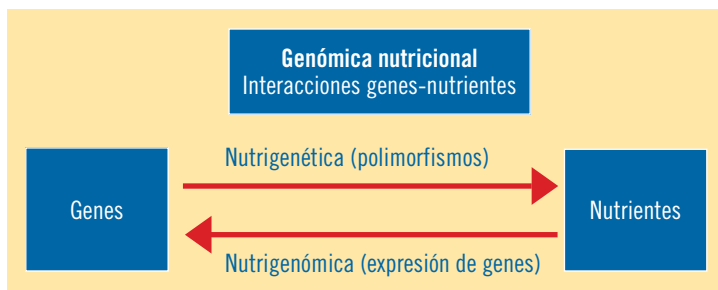 Genómica nutricional
Interacciones genes-nutrientes
Nutrigenética (polimorfismos)
Genes
Nutrientes
Nutrigenómica (expresión de genes)